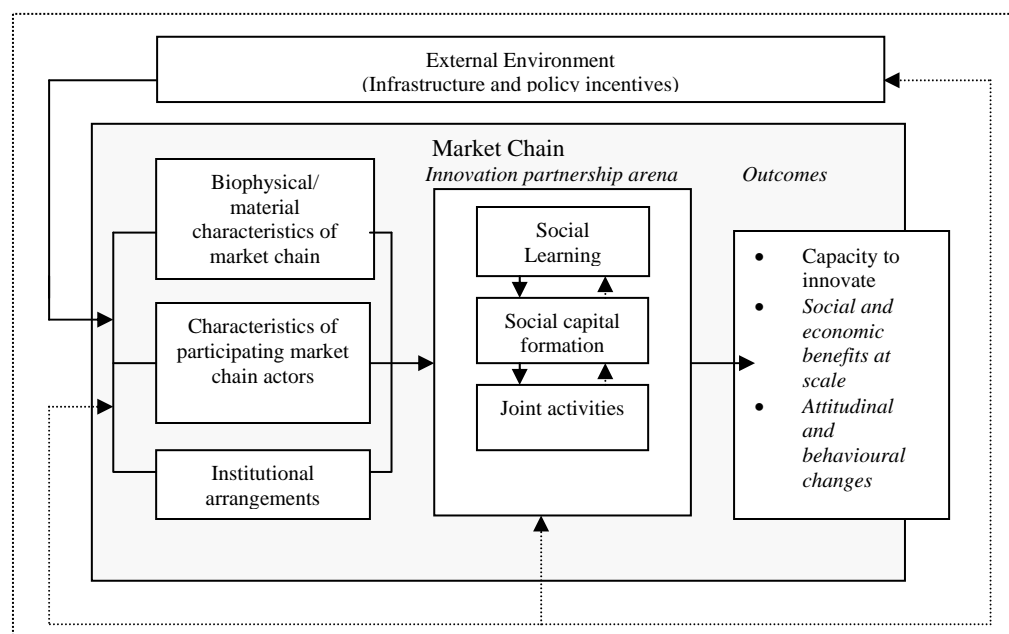 External Environment
(Infrastructure and policy incentives)
Market Chain
Innovation partnership arena
Outcomes
Biophysical/
material
characteristics of
market chain
Characteristics of
participating market
chain actors
Institutional
arrangements
Social
Learning
Social capital
formation
Joint activities
• Capacity to
innovate
• Social and
economic
benefits at
scale
• Attitudinal
and
behavioural
changes